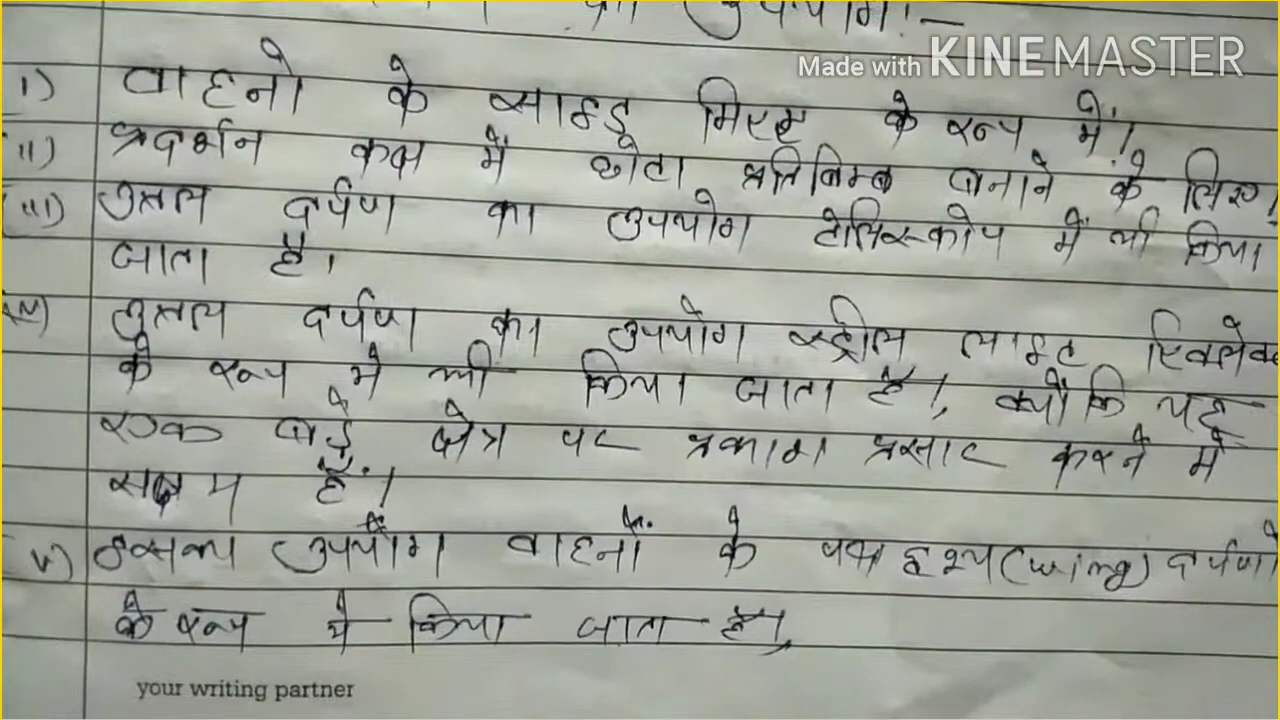 का उपयोग:-
Made with KINEMASTER
i) वाहनो के साइड मिरर के रूप में।
ii) प्रदर्शन कक्ष में छोटा प्रतिबिम्ब बनाने के लिए।
iii) उत्तल दर्पण का उपयोग टेलिस्कोप में भी किया
जाता है।
iv) उत्तल दर्पण का उपयोग स्ट्रीट लाइट रिफ्लेक्ट
के रूप मे भी किया जाता है, क्योंकि यह
एक बड़े क्षेत्र पर प्रकाश प्रसार करने में
सक्षम है।
v) इसका उपयोग वाहनों के पश्च दृश्य (wing) दर्पणो
के रूप मे किया जाता है।
your writing partner